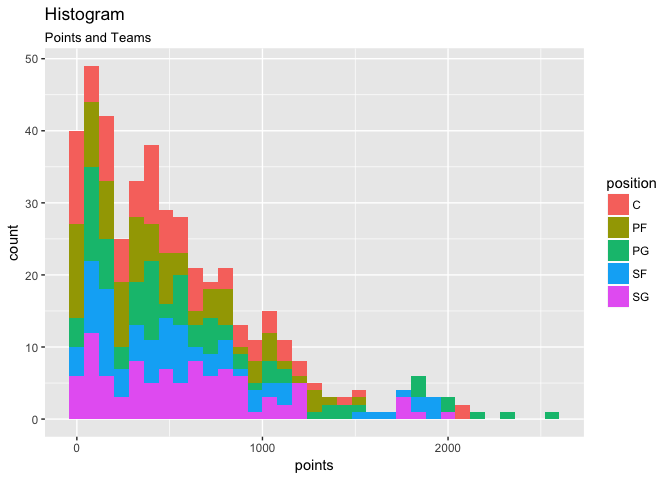 Histogram
Points and Teams
50
40
30
20
10
0
count
0 1000 2000
points
position
C
PF
PG
SF
SG